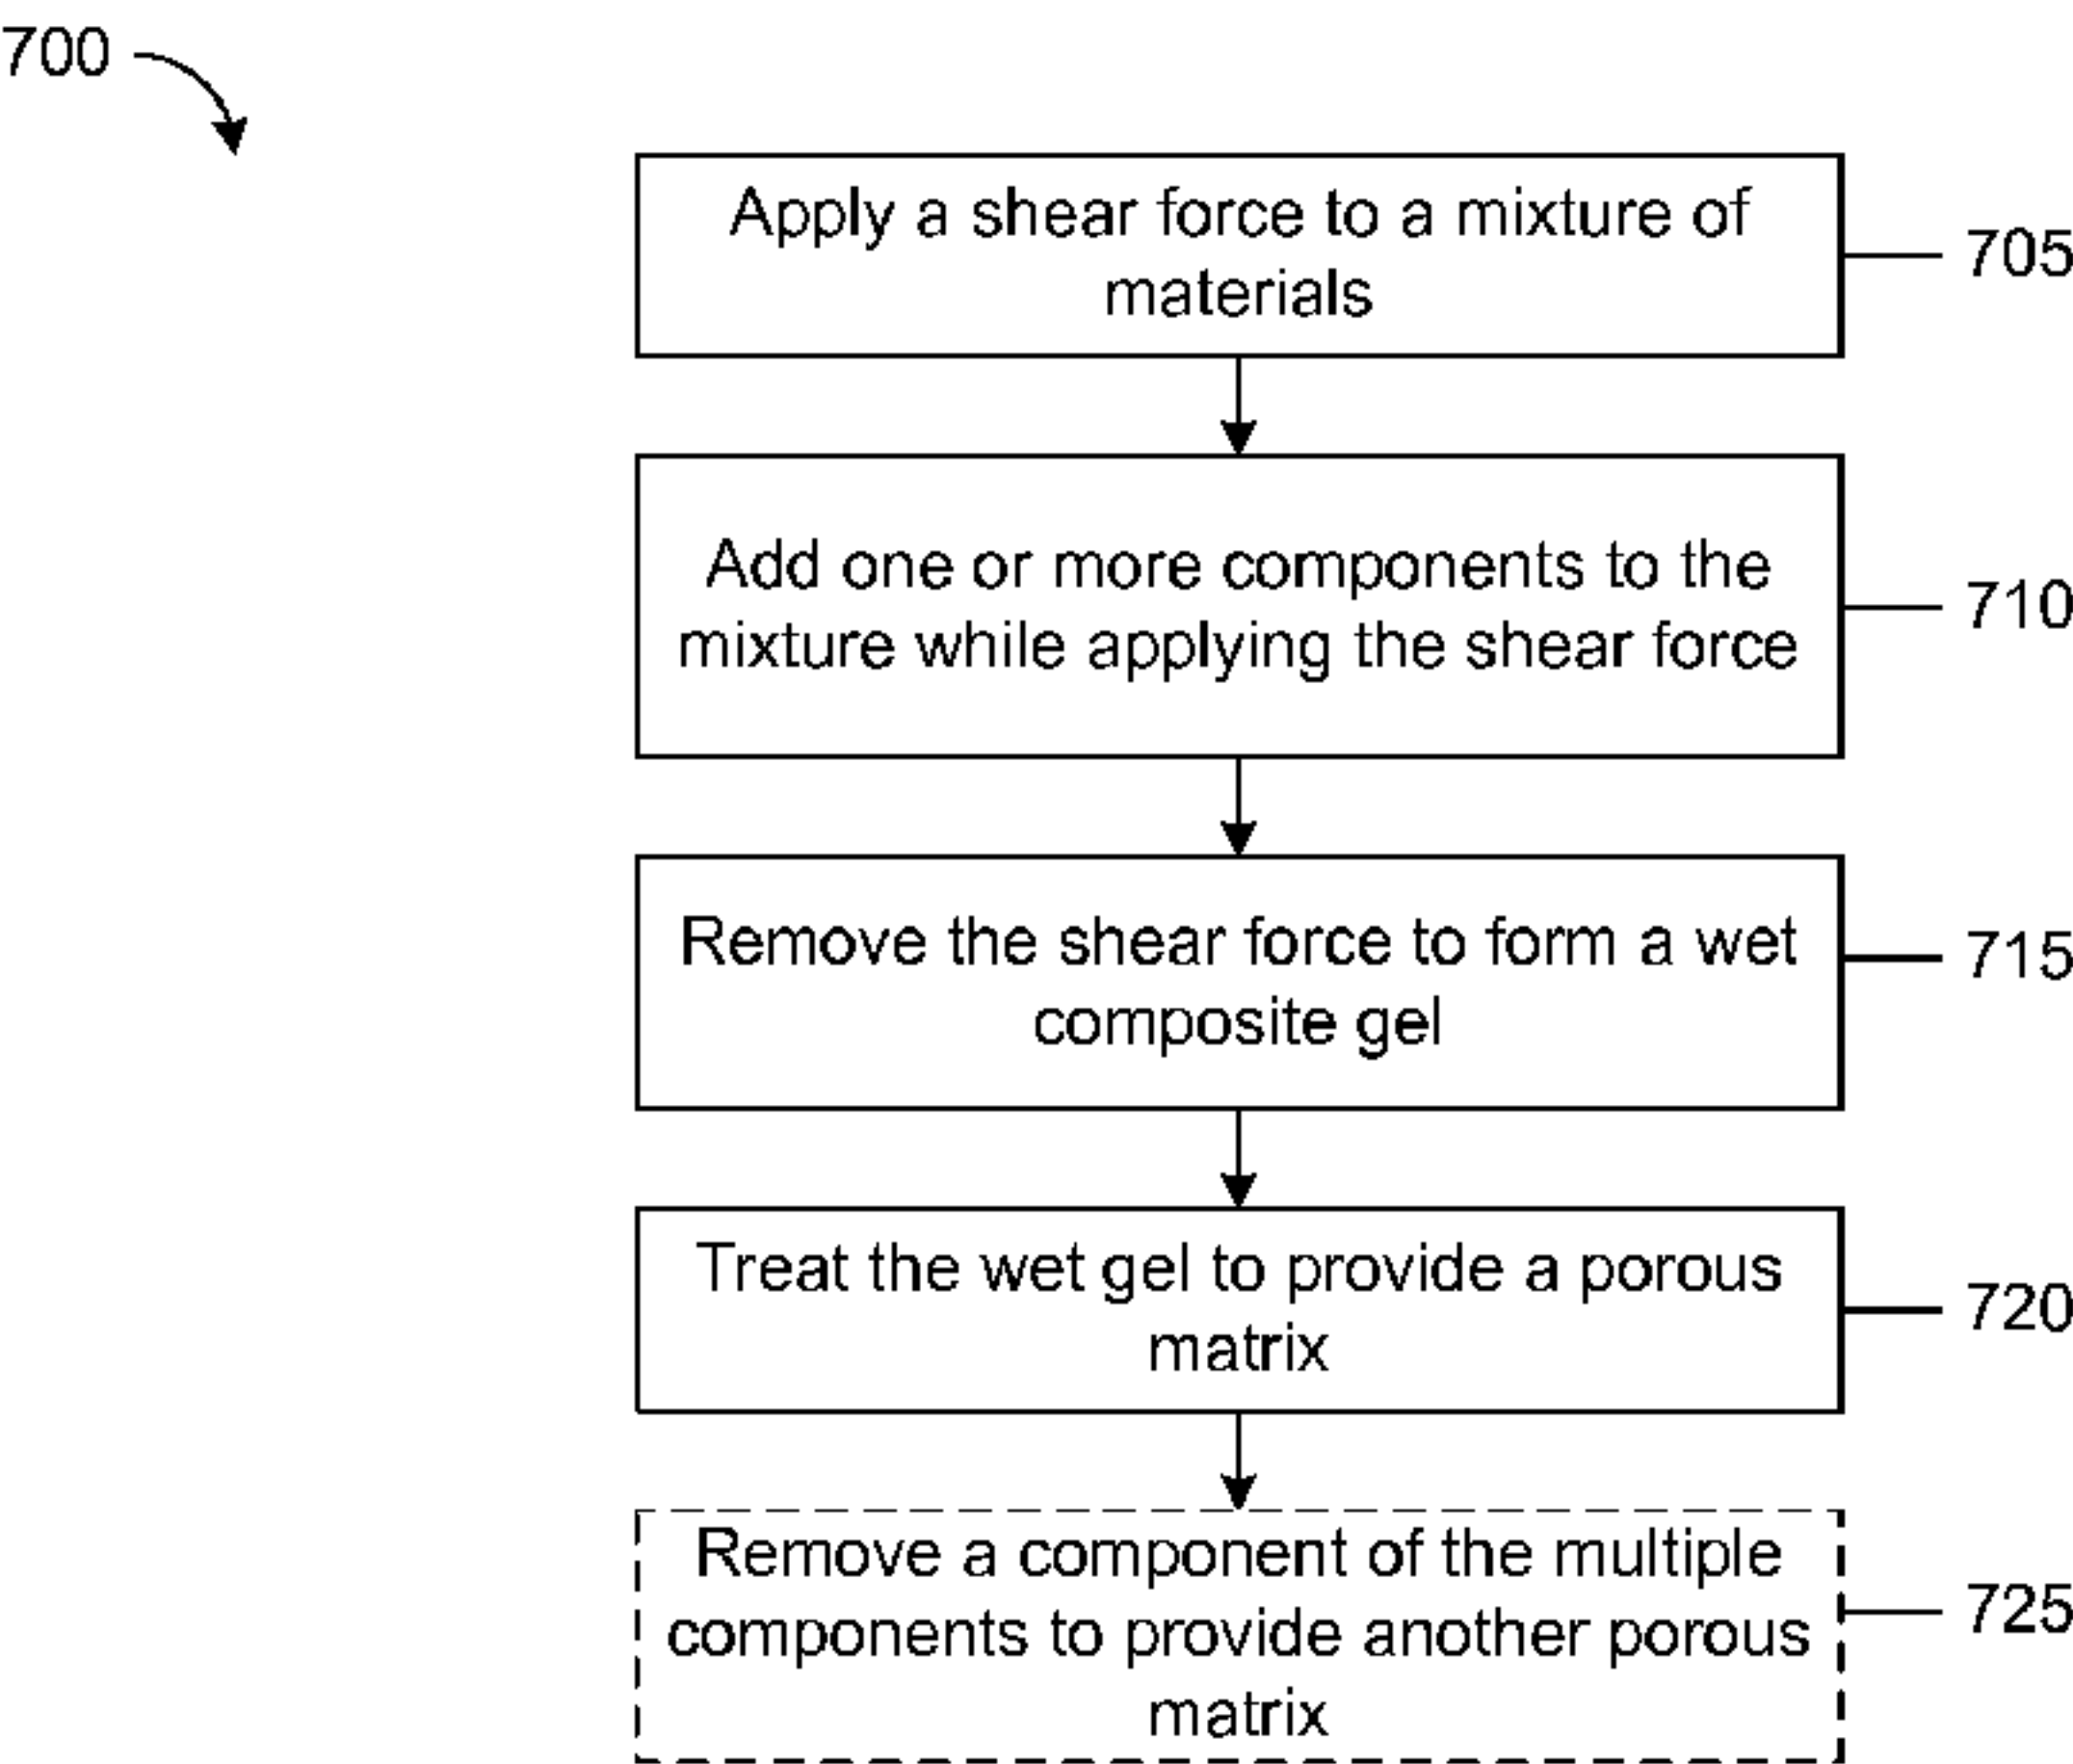 700
Apply a shear force to a mixture of
materials
705
Add one or more components to the
mixture while applying the shear force
710
Remove the shear force to form a wet
composite gel
715
Treat the wet gel to provide a porous
matrix
720
Remove a component of the multiple
components to provide another porous
matrix
725